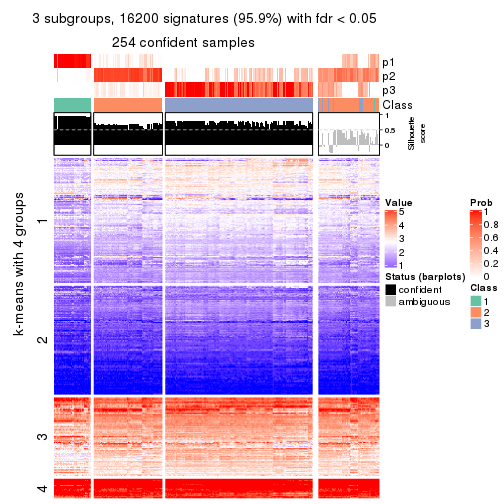 3 subgroups, 16200 signatures (95.9%) with fdr < 0.05
254 confident samples
p1
p2
p3
Class
1
0.5
0
Silhouette
score
k-means with 4 groups
1
2
3
4
Value
5
4
3
2
1
Status (barplots)
confident
ambiguous
Prob
1
0.8
0.6
0.4
0.2
0
Class
1
2
3